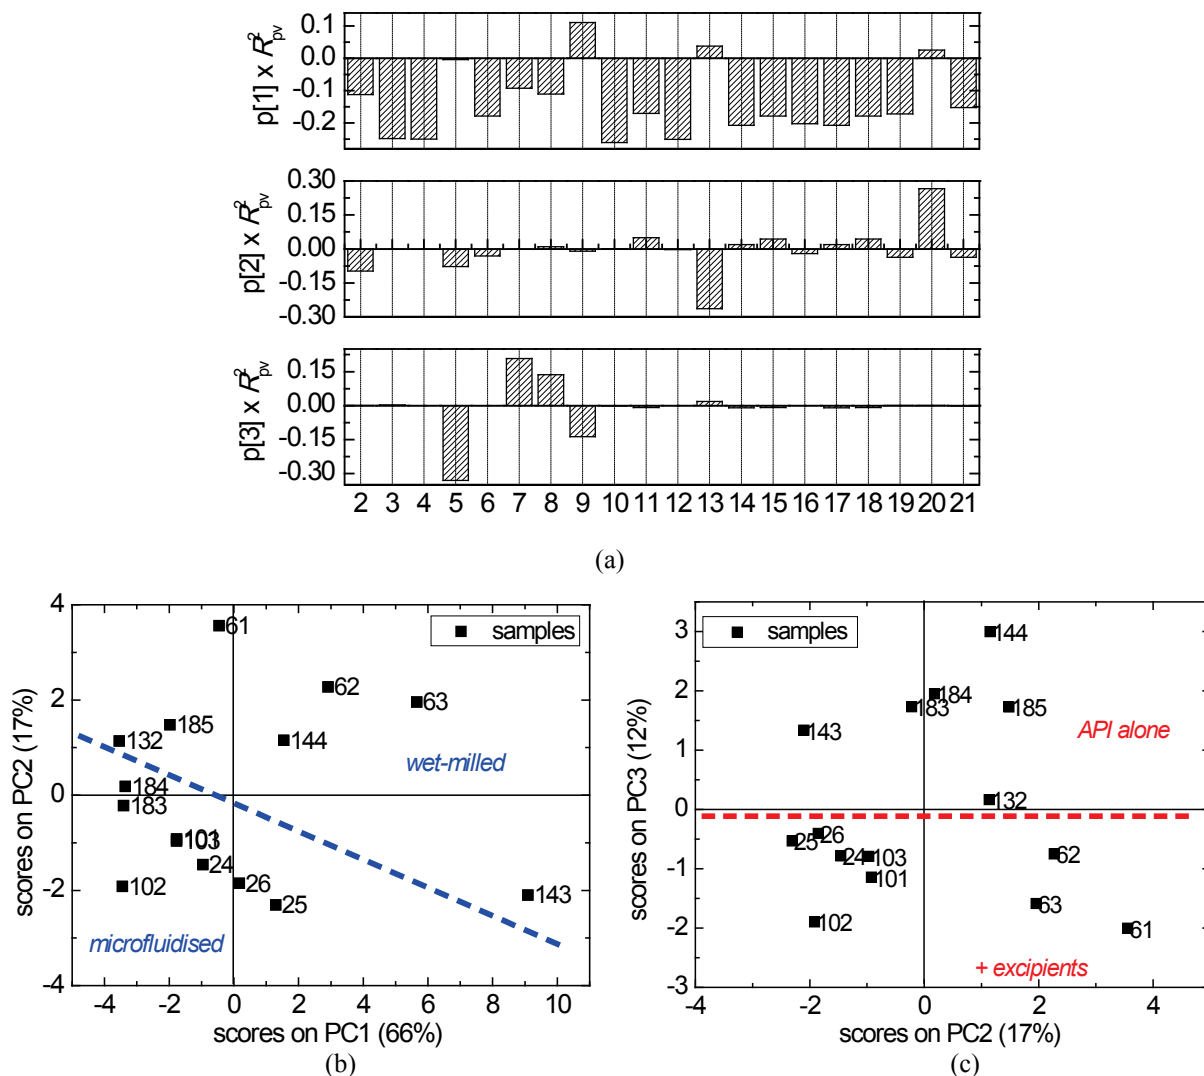 p[1] x R²pv
0.1
0.0
-0.1
-0.2
p[2] x R²pv
0.30
0.15
0.00
-0.15
-0.30
p[3] x R²pv
0.15
0.00
-0.15
-0.30
2 3 4 5 6 7 8 9 10 11 12 13 14 15 16 17 18 19 20 21
(a)
scores on PC2 (17%)
4
2
0
-2
-4
samples
61
62
63
185
132
144
wet-milled
184
183
101
103
24
102
26
25
143
microfluidised
-4 -2 0 2 4 6 8 10
scores on PC1 (66%)
(b)
scores on PC3 (12%)
3
2
1
0
-1
-2
-3
samples
144
184
183
185
143
API alone
132
26
25
24
103
62
101
63
102
61
+ excipients
-4 -2 0 2 4
scores on PC2 (17%)
(c)